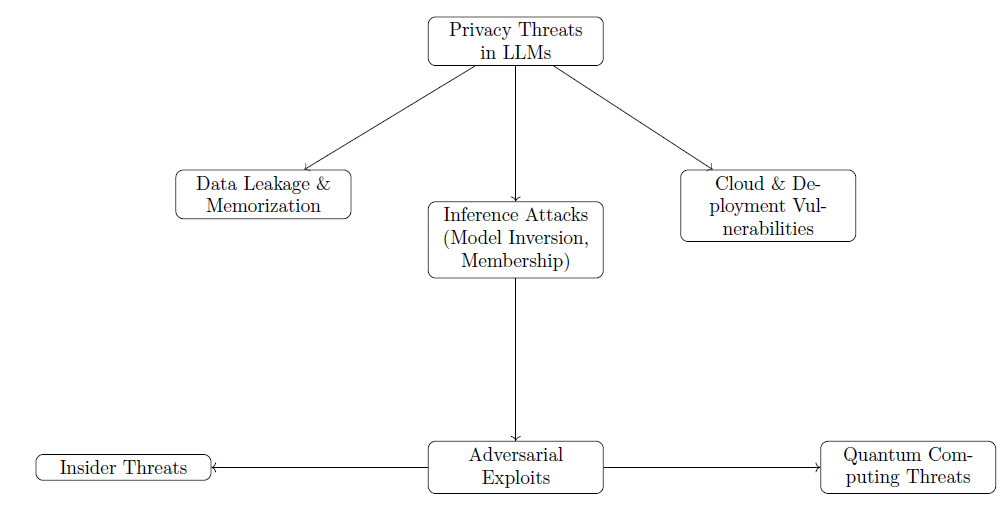 Privacy Threats
in LLMs
Data Leakage &
Memorization
Inference Attacks
(Model Inversion,
Membership)
Cloud & De-
ployment Vul-
nerabilities
Insider Threats
Adversarial
Exploits
Quantum Com-
puting Threats